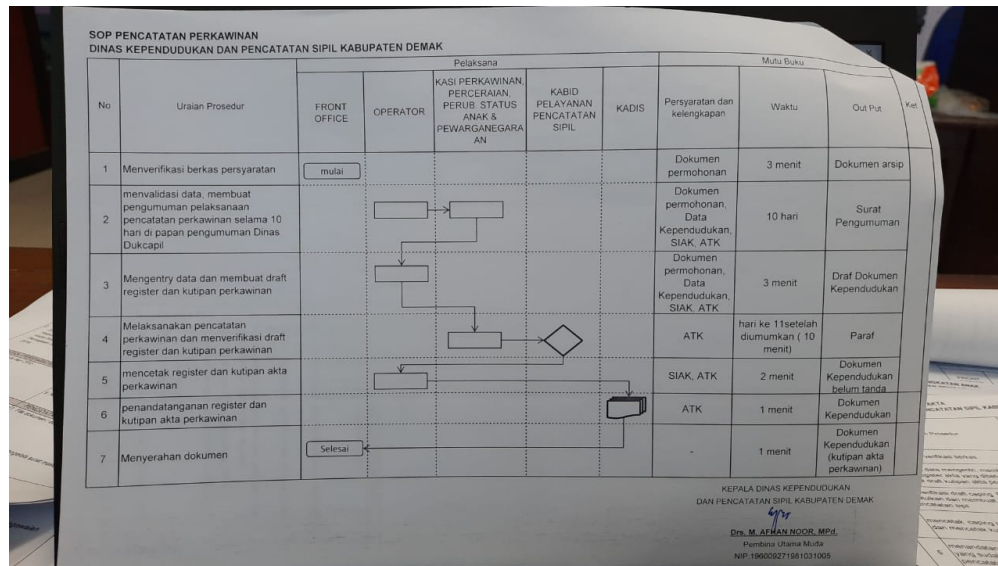 SOP PENCATATAN PERKAWINAN
DINAS KEPENDUDUKAN DAN PENCATATAN SIPIL KABUPATEN DEMAK
No
Uraian Prosedur
Pelaksana
Mutu Buku
Ket
FRONT
OFFICE
OPERATOR
KASI PERKAWINAN,
PERCERAIAN,
PERUB. STATUS
ANAK &
PEWARGANEGARA
AN
KABID
PELAYANAN
PENCATATAN
SIPIL
KADIS
Persyaratan dan
kelengkapan
Waktu
Out Put
1
Menverifikasi berkas persyaratan
mulai
Dokumen
permohonan
3 menit
Dokumen arsip
2
menvalidasi data, membuat
pengumuman pelaksanaan
pencatatan perkawinan selama 10
hari di papan pengumuman Dinas
Dukcapil
Dokumen
permohonan,
Data
Kependudukan,
SIAK, ATK
10 hari
Surat
Pengumuman
3
Mengentry data dan membuat draft
register dan kutipan perkawinan
Dokumen
permohonan,
Data
Kependudukan,
SIAK. ATK
3 menit
Draf Dokumen
Kependudukan
4
Melaksanakan pencatatan
perkawinan dan menverifikasi draft
register dan kutipan perkawinan
ATK
hari ke 11setelah
diumumkan ( 10
menit)
Paraf
5
mencetak register dan kutipan akta
perkawinan
SIAK, ATK
2 menit
Dokumen
Kependudukan
belum tanda
6
penandatanganan register dan
kutipan akta perkawinan
ATK
1 menit
Dokumen
Kependudukan
7
Menyerahan dokumen
Selesai
-
1 menit
Dokumen
Kependudukan
(kutipan akta
perkawinan)
KEPALA DINAS KEPENDUDUKAN
DAN PENCATATAN SIPIL KABUPATEN DEMAK
Drs. M. AFHAN NOOR, MPd.
Pembina Utama Muda
NIP.196009271981031005